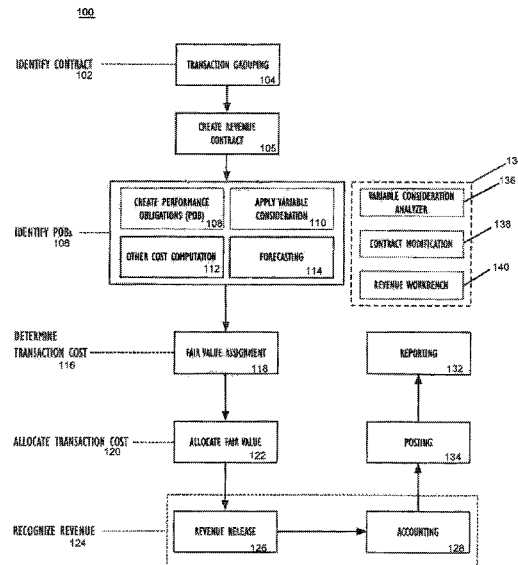 100
IDENTIFY CONTRACT
102
TRANSACTION GROUPING
104
CREATE REVENUE
CONTRACT
105
IDENTIFY POBs
106
CREATE PERFORMANCE
OBLIGATIONS (POB)
108
APPLY VARIABLE
CONSIDERATION
110
OTHER COST COMPUTATION
112
FORECASTING
114
13
VARIABLE CONSIDERATION
ANALYZER
136
CONTRACT MODIFICATION
138
REVENUE WORKBENCH
140
DETERMINE
TRANSACTION COST
116
FAIR VALUE ASSIGNMENT
118
REPORTING
132
ALLOCATE TRANSACTION COST
120
ALLOCATE FAIR VALUE
122
POSTING
134
RECOGNIZE REVENUE
124
REVENUE RELEASE
126
ACCOUNTING
128